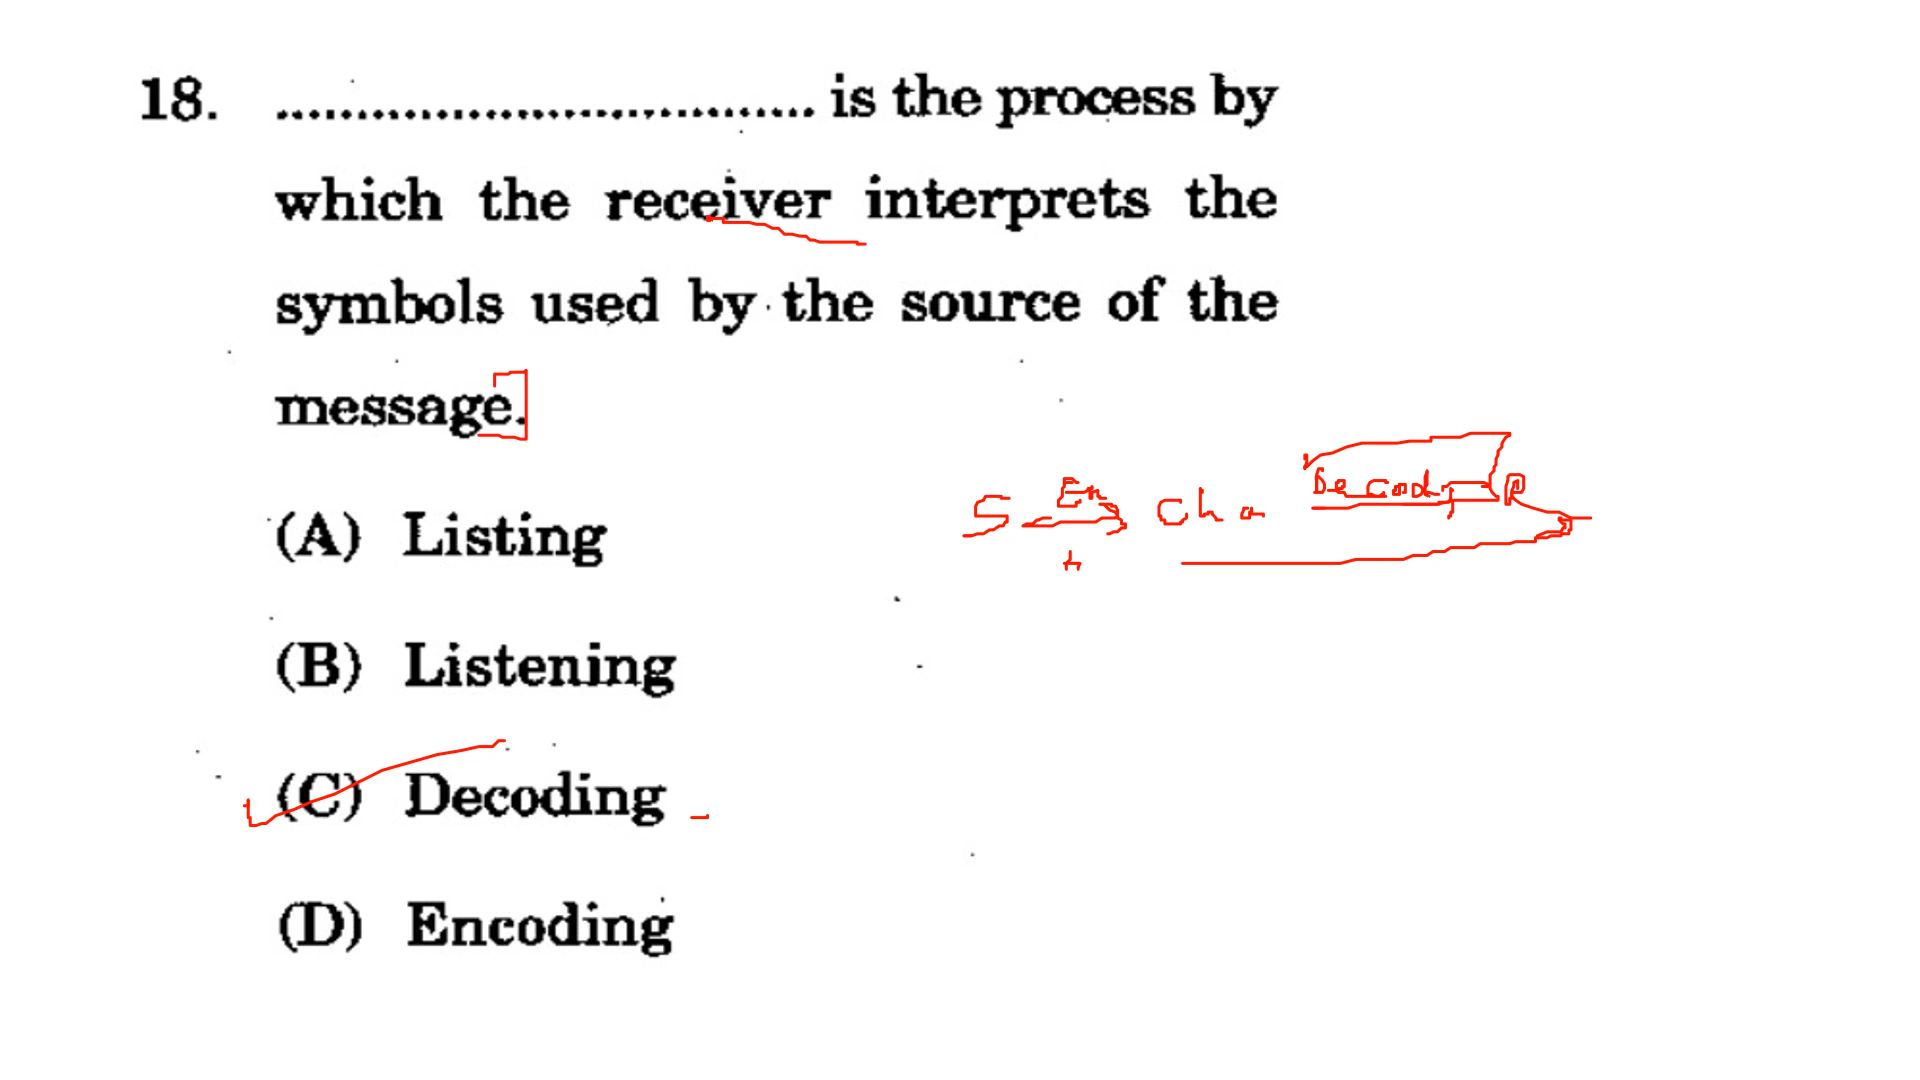 18. .................................. is the process by
which the receiver interprets the
symbols used by the source of the
message.
S En Cha Decod R
(A) Listing
(B) Listening
(C) Decoding
(D) Encoding